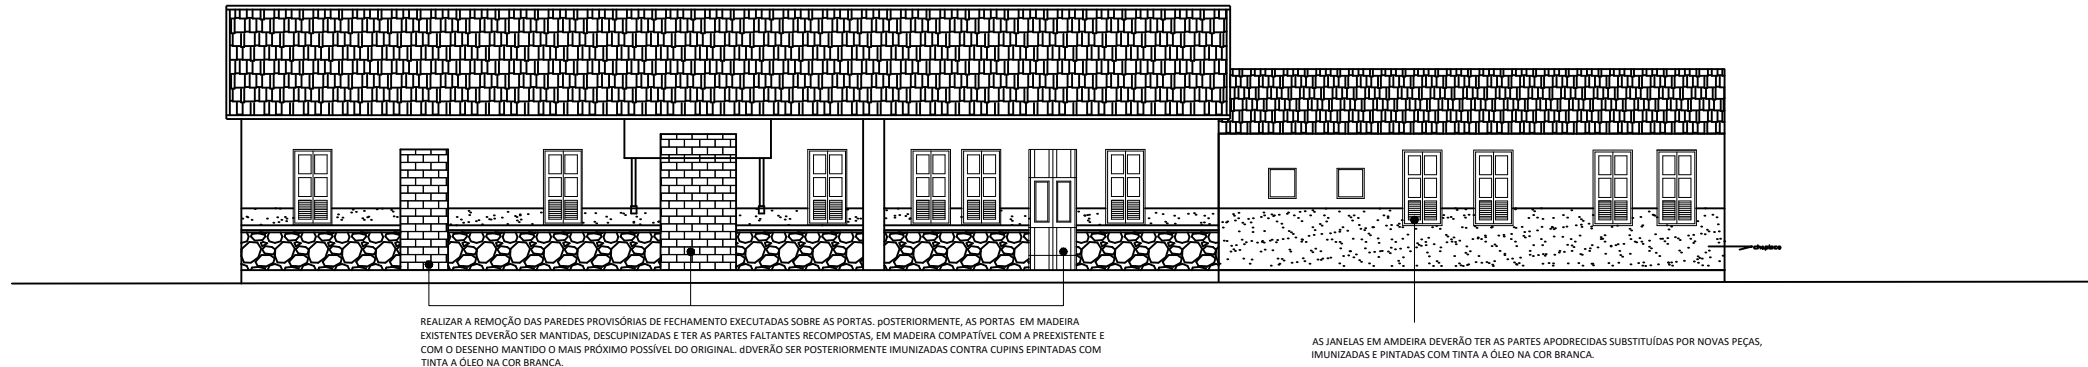 chapisco
REALIZAR A REMOÇÃO DAS PAREDES PROVISÓRIAS DE FECHAMENTO EXECUTADAS SOBRE AS PORTAS. pOSTERIORMENTE, AS PORTAS EM MADEIRA
EXISTENTES DEVERÃO SER MANTIDAS, DESCUPINIZADAS E TER AS PARTES FALTANTES RECOMPOSTAS, EM MADEIRA COMPATÍVEL COM A PREEXISTENTE E
COM O DESENHO MANTIDO O MAIS PRÓXIMO POSSÍVEL DO ORIGINAL. dDVERÃO SER POSTERIORMENTE IMUNIZADAS CONTRA CUPINS EPINTADAS COM
TINTA A ÓLEO NA COR BRANCA.
AS JANELAS EM AMDEIRA DEVERÃO TER AS PARTES APODRECIDAS SUBSTITUÍDAS POR NOVAS PEÇAS,
IMUNIZADAS E PINTADAS COM TINTA A ÓLEO NA COR BRANCA.